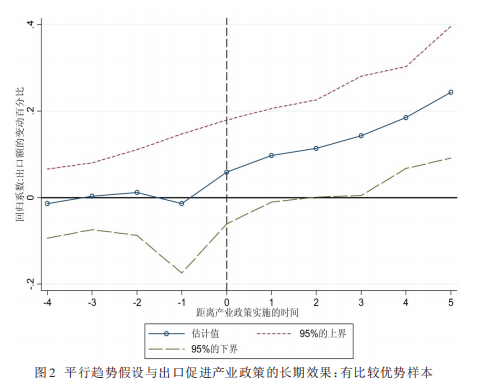 回归系数:出口额的变动百分比
.4
.2
0
-.2
-4 -3 -2 -1 0 1 2 3 4 5
距离产业政策实施的时间
估计值 95%的上界
95%的下界
图2 平行趋势假设与出口促进产业政策的长期效果:有比较优势样本